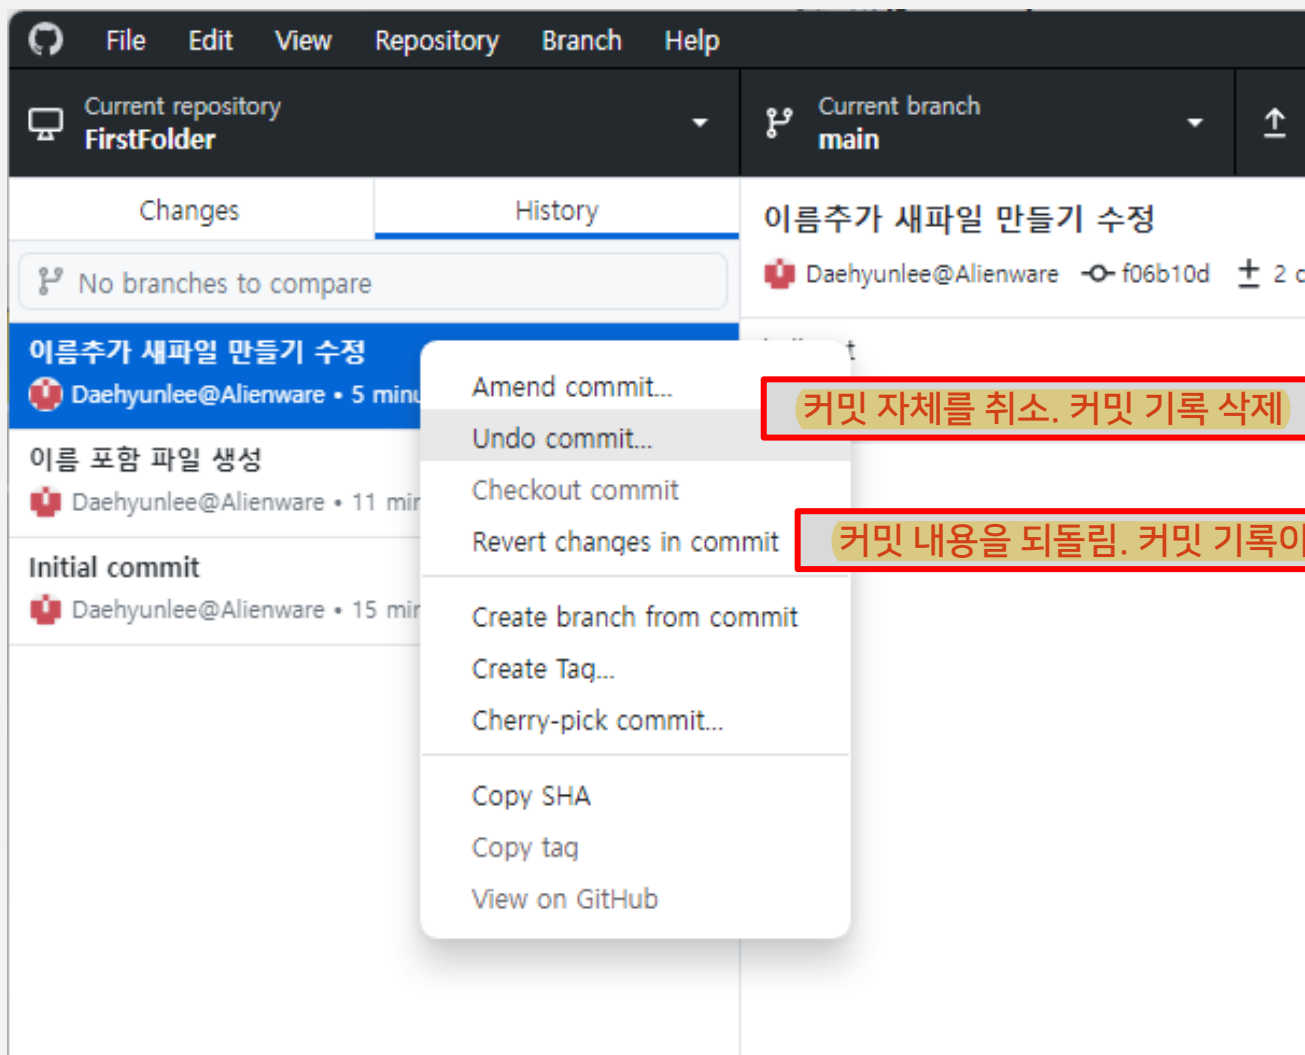 File Edit View Repository Branch Help
Current repository
FirstFolder
Current branch
main
Changes
History
No branches to compare
이름추가 새파일 만들기 수정
Daehyunlee@Alienware • 5 minu
이름 포함 파일 생성
Daehyunlee@Alienware • 11 min
Initial commit
Daehyunlee@Alienware • 15 min
Amend commit...
Undo commit...
Checkout commit
Revert changes in commit
Create branch from commit
Create Tag...
Cherry-pick commit...
Copy SHA
Copy tag
View on GitHub
이름추가 새파일 만들기 수정
Daehyunlee@Alienware f06b10d 2 c
커밋 자체를 취소. 커밋 기록 삭제
커밋 내용을 되돌림. 커밋 기록이